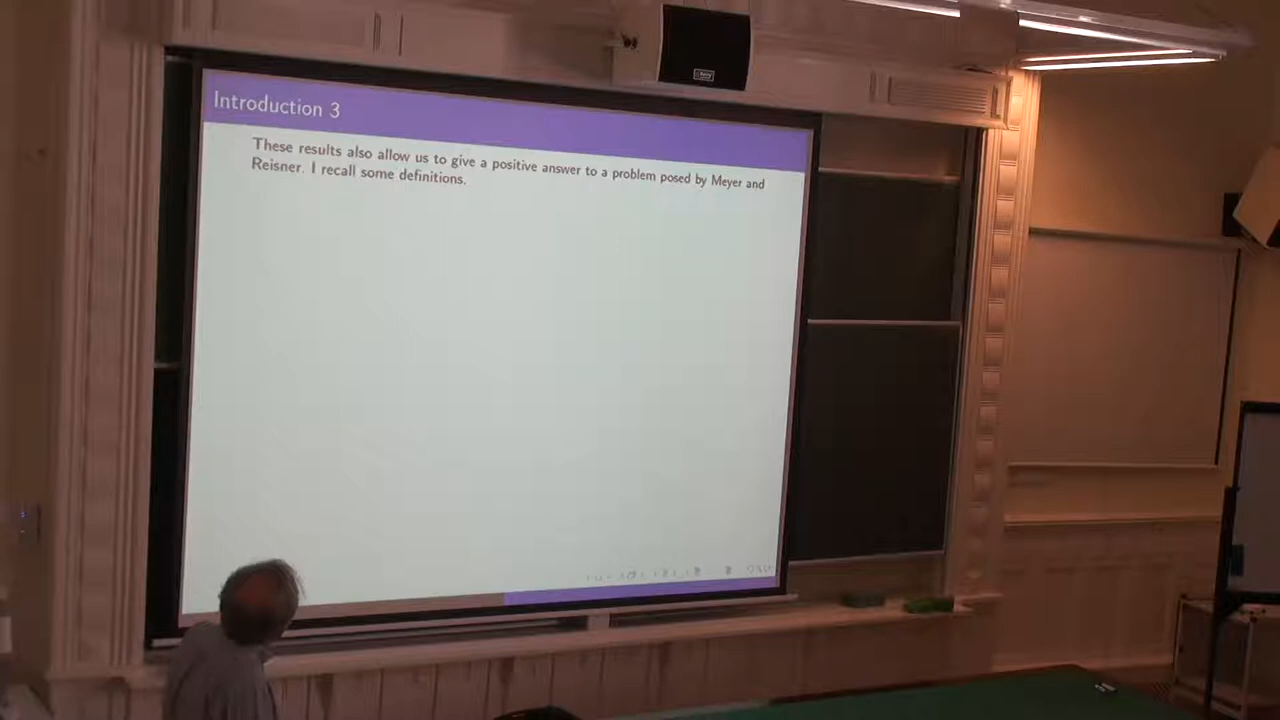 Introduction 3
These results also allow us to give a positive answer to a problem posed by Meyer and
Reisner. I recall some definitions.